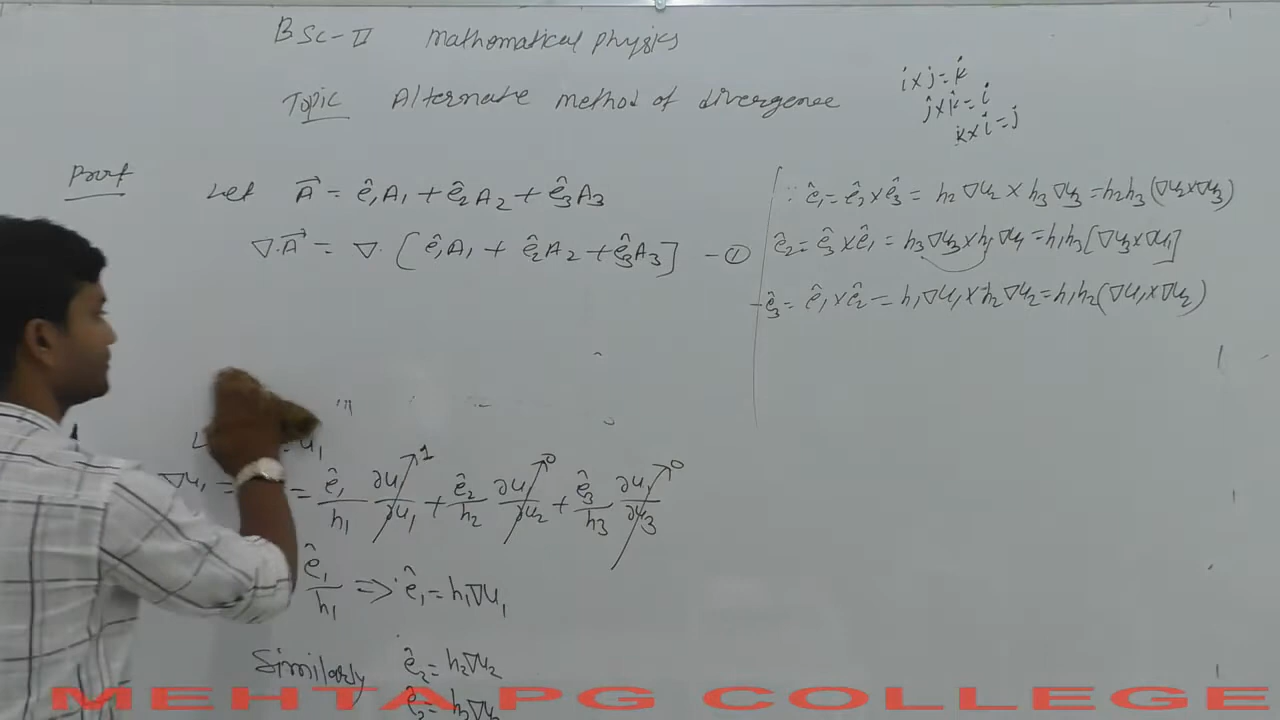 BSc-II Mathematical physics
Topic Alternate method of divergence
i×j=k
ĵ×k=i
k×i=j
Proof Let A⃗ = ê₁A₁ + ê₂A₂ + ê₃A₃
∇·A⃗ = ∇·[ê₁A₁ + ê₂A₂ + ê₃A₃] — ①
∵ ê₁ = ê₂×ê₃ = h₂∇u₂ × h₃∇u₃ = h₂h₃(∇u₂×∇u₃)
ê₂ = ê₃×ê₁ = h₃∇u₃×h₁∇u₁ = h₁h₃[∇u₃×∇u₁]
ê₃ = ê₁×ê₂ = h₁∇u₁×h₂∇u₂ = h₁h₂(∇u₁×∇u₂)
u₁
∇u₁ = = ê₁/h₁ ∂u/∂u₁ ↗1 + ê₂/h₂ ∂u/∂u₂ ↗0 + ê₃/h₃ ∂u₁/∂u₃ ↗0
ê₁/h₁ => ê₁ = h₁∇u₁
Similarly ê₂ = h₂∇u₂
MEHTA PG COLLEGE